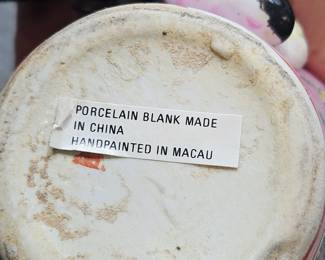 PORCELAIN BLANK MADE
IN CHINA
HANDPAINTED IN MACAU